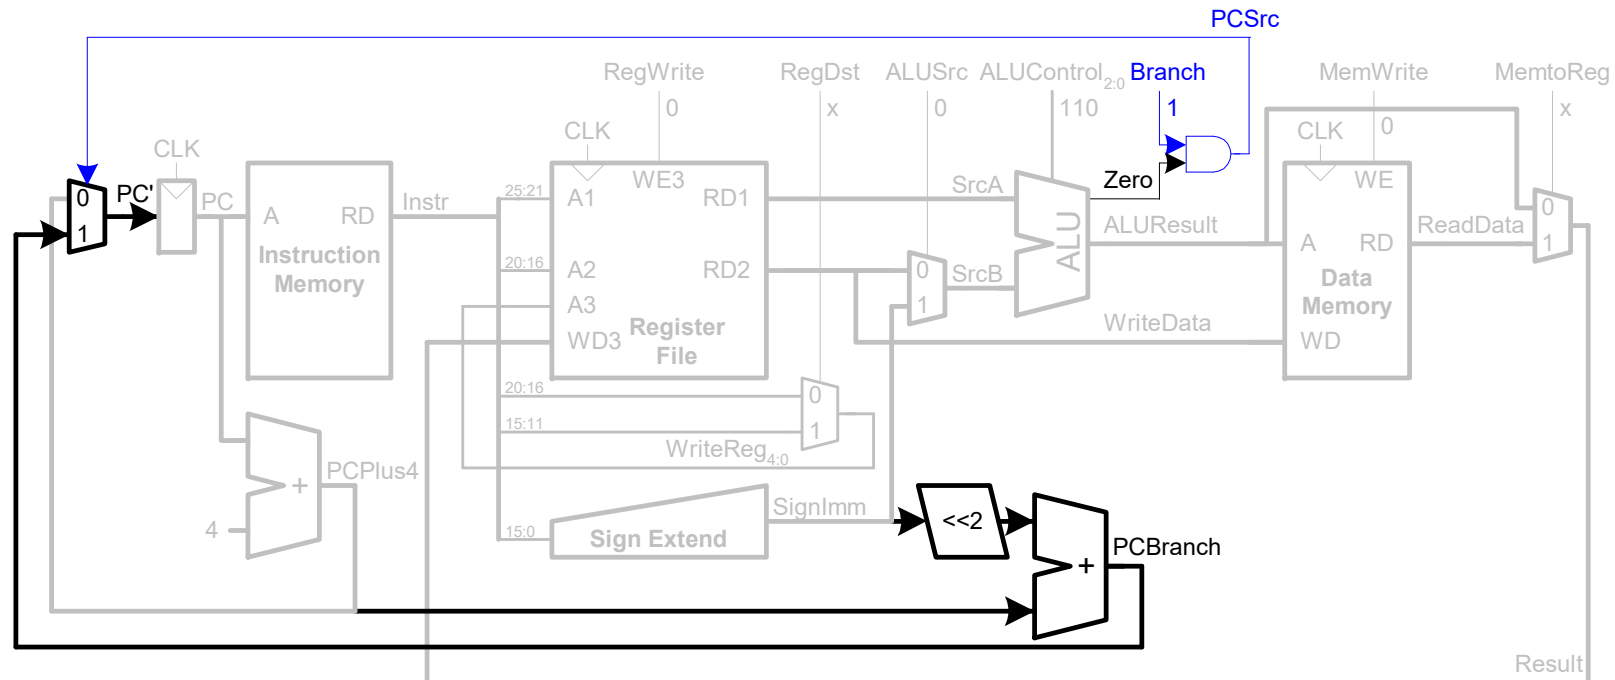 PCSrc
RegWrite RegDst ALUSrc ALUControl2:0 Branch MemWrite MemtoReg
0 x 0 110 1 0 x
CLK CLK CLK
0 PC' PC A RD Instr
1
Instruction
Memory
25:21 A1 WE3 RD1 SrcA Zero WE
20:16 A2 RD2 0 SrcB ALU ALUResult A RD ReadData 0
A3 1 1
WD3 Register
File
Data
Memory
WriteData WD
20:16 0
15:11 1
WriteReg4:0
PCPlus4
+
4
15:0 Sign Extend SignImm <<2 + PCBranch
Result